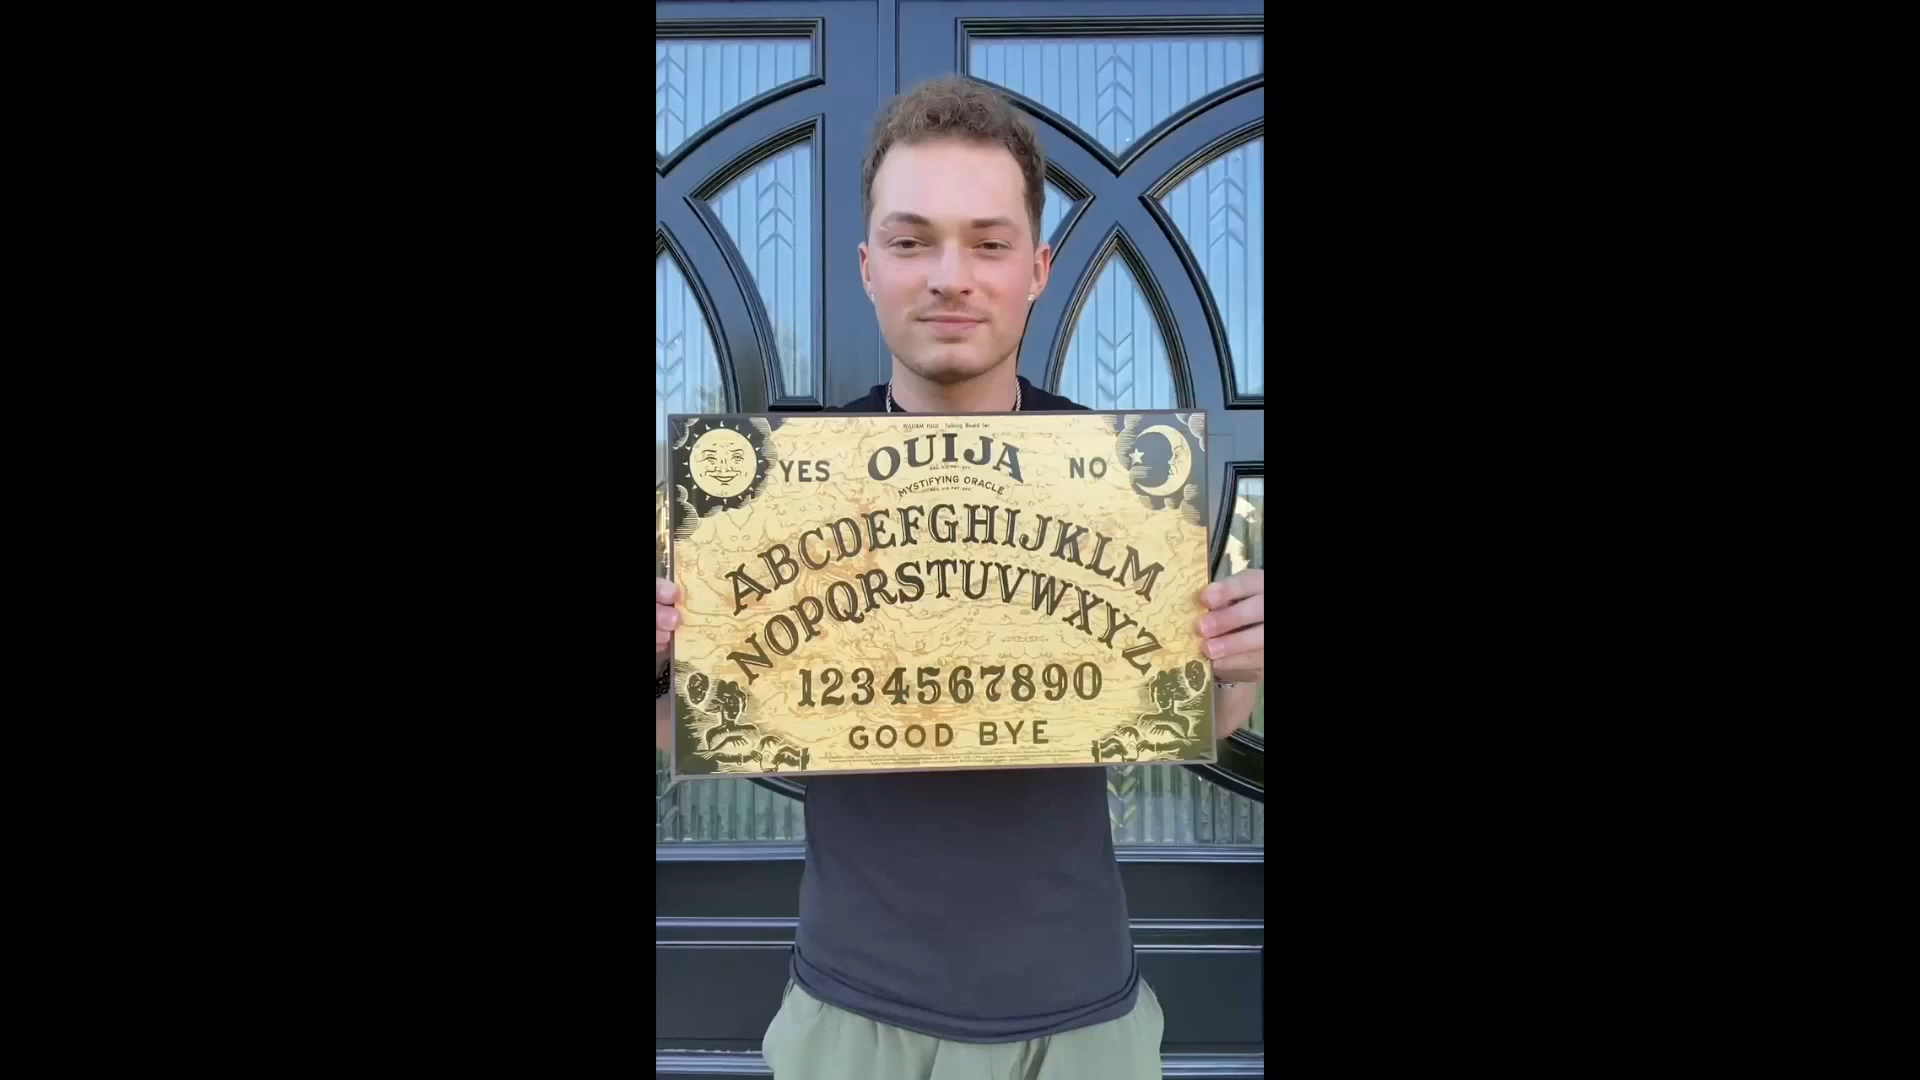 WILLIAM FULD Talking Board Set
YES OUIJA NO
MYSTIFYING ORACLE
ABCDEFGHIJKLM
NOPQRSTUVWXYZ
1234567890
GOOD BYE